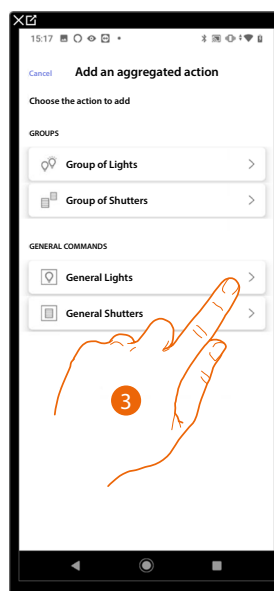 15:17
Cancel Add an aggregated action
Choose the action to add
GROUPS
Group of Lights
Group of Shutters
GENERAL COMMANDS
General Lights
General Shutters
3